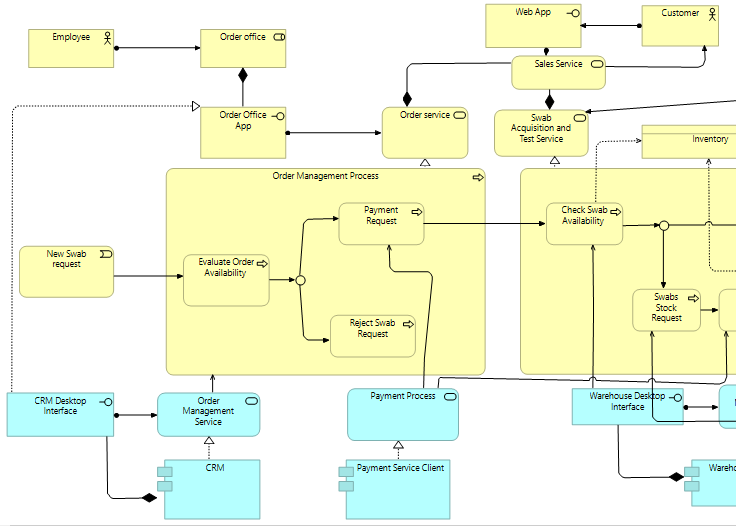 Web App
Customer
Employee
Order office
Sales Service
Order Office
App
Order service
Swab
Acquisition and
Test Service
Inventory
Order Management Process
Payment
Request
Check Swab
Availability
New Swab
request
Evaluate Order
Availability
Swabs
Stock
Request
Reject Swab
Request
CRM Desktop
Interface
Order
Management
Service
Payment Process
Warehouse Desktop
Interface
CRM
Payment Service Client